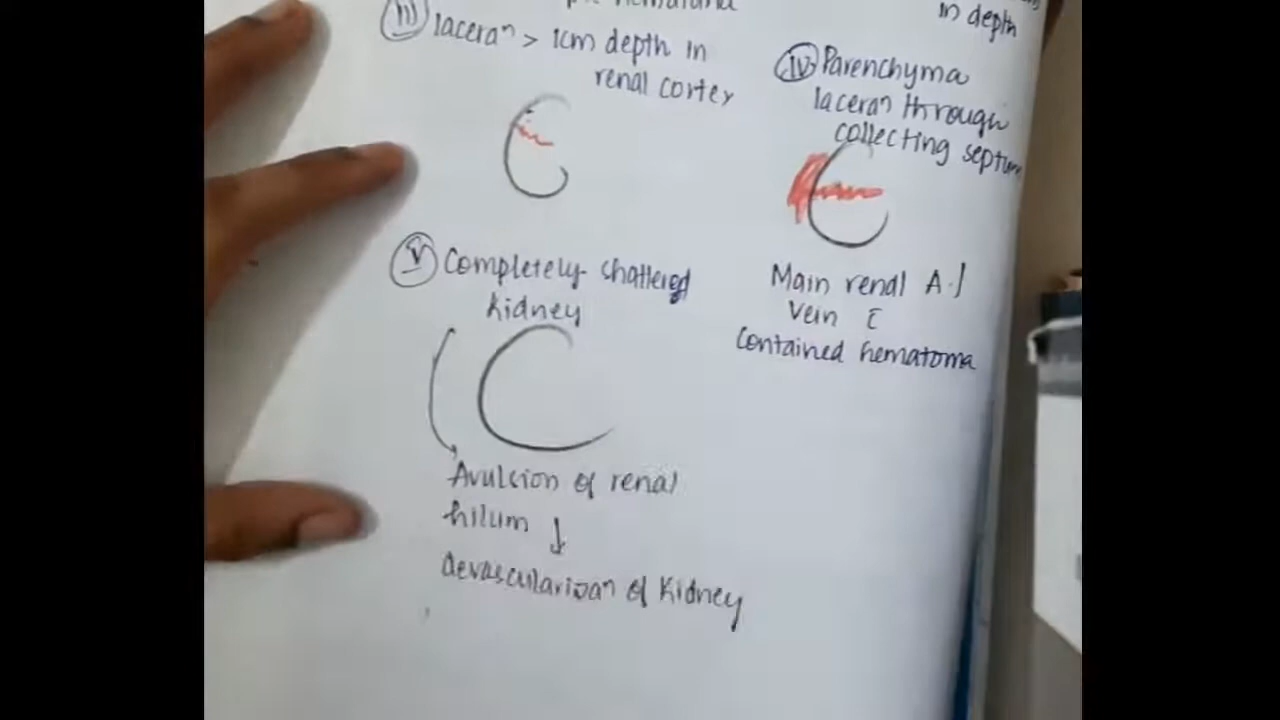 hematoma
in depth
(iii) laceraⁿ > 1cm depth in
renal cortex
(iv) Parenchyma
laceraⁿ through
collecting septum
Main renal A./
Vein c̄
contained hematoma
(v) Completely shattered
kidney
Avulsion of renal
hilum ↓
devascularizaⁿ of kidney